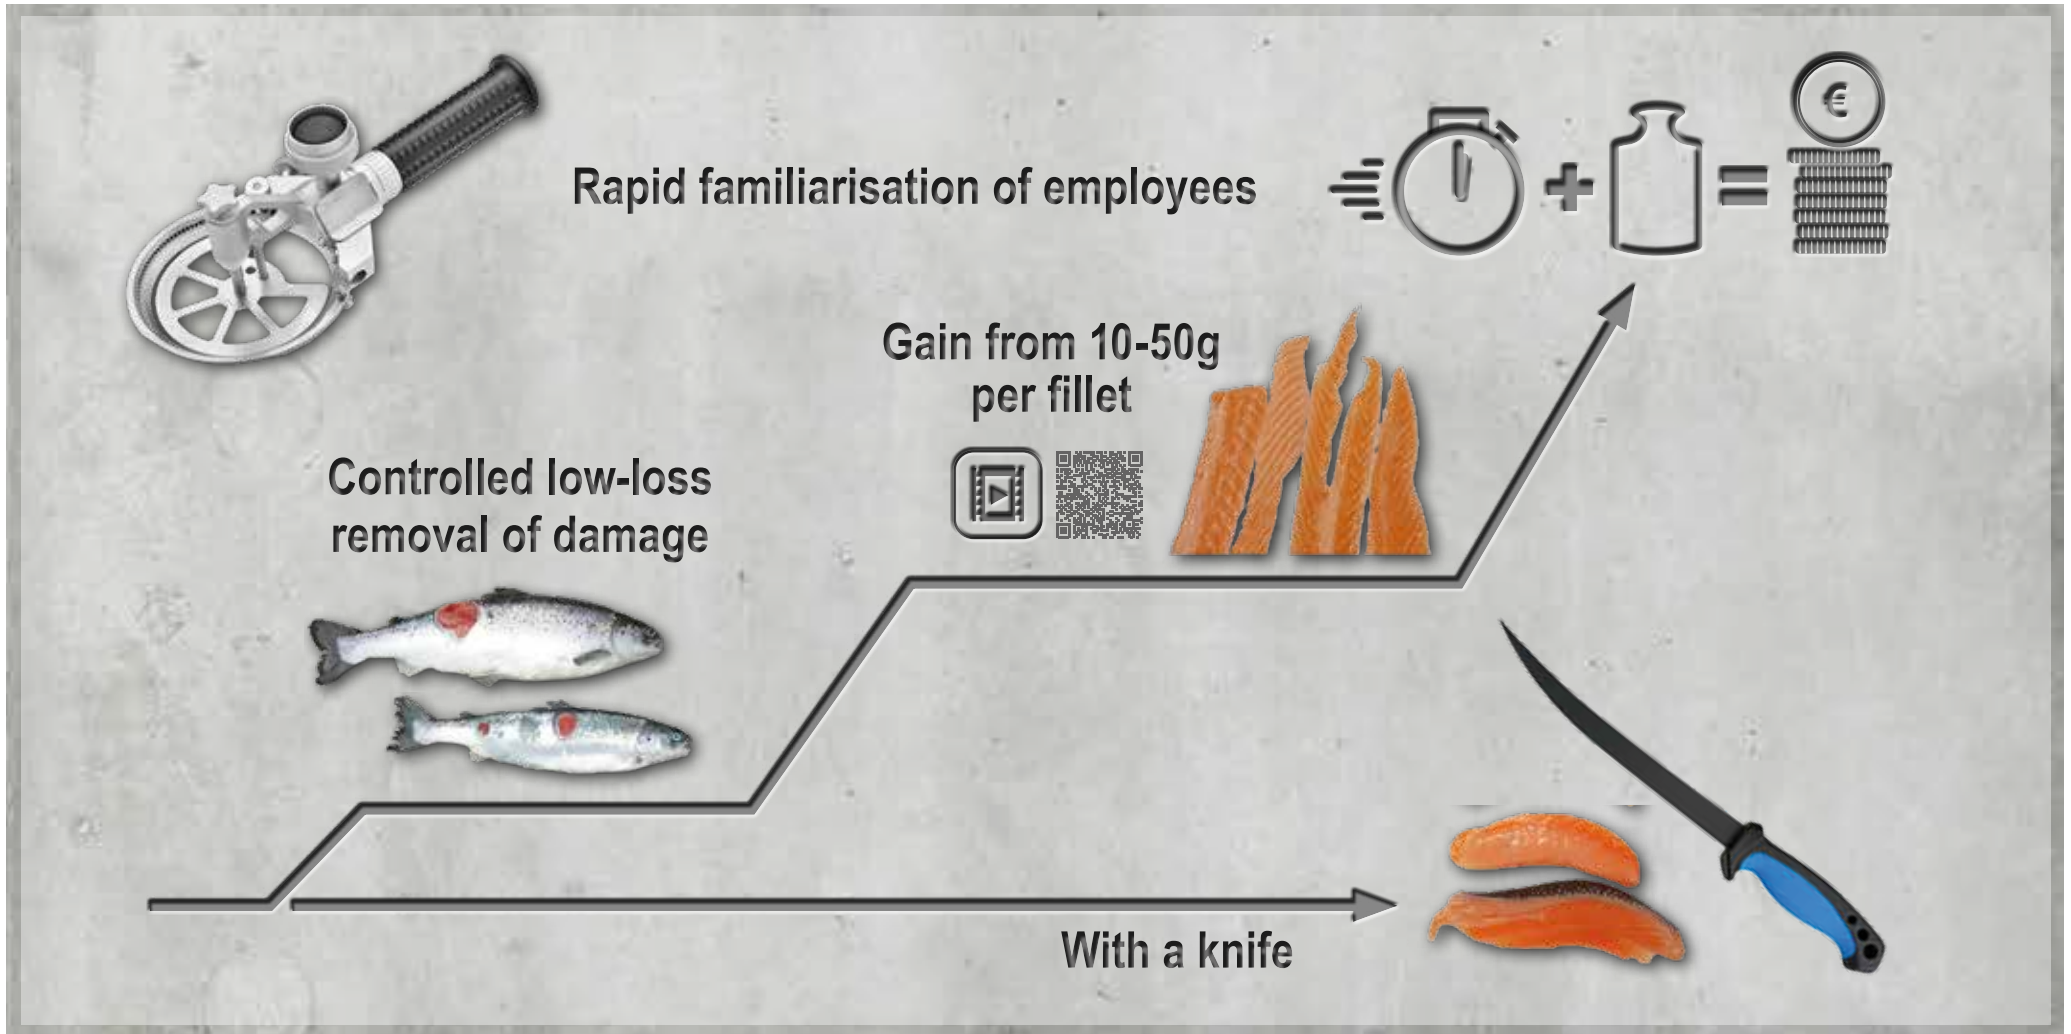 Rapid familiarisation of employees
€
Gain from 10-50g
per fillet
Controlled low-loss
removal of damage
With a knife